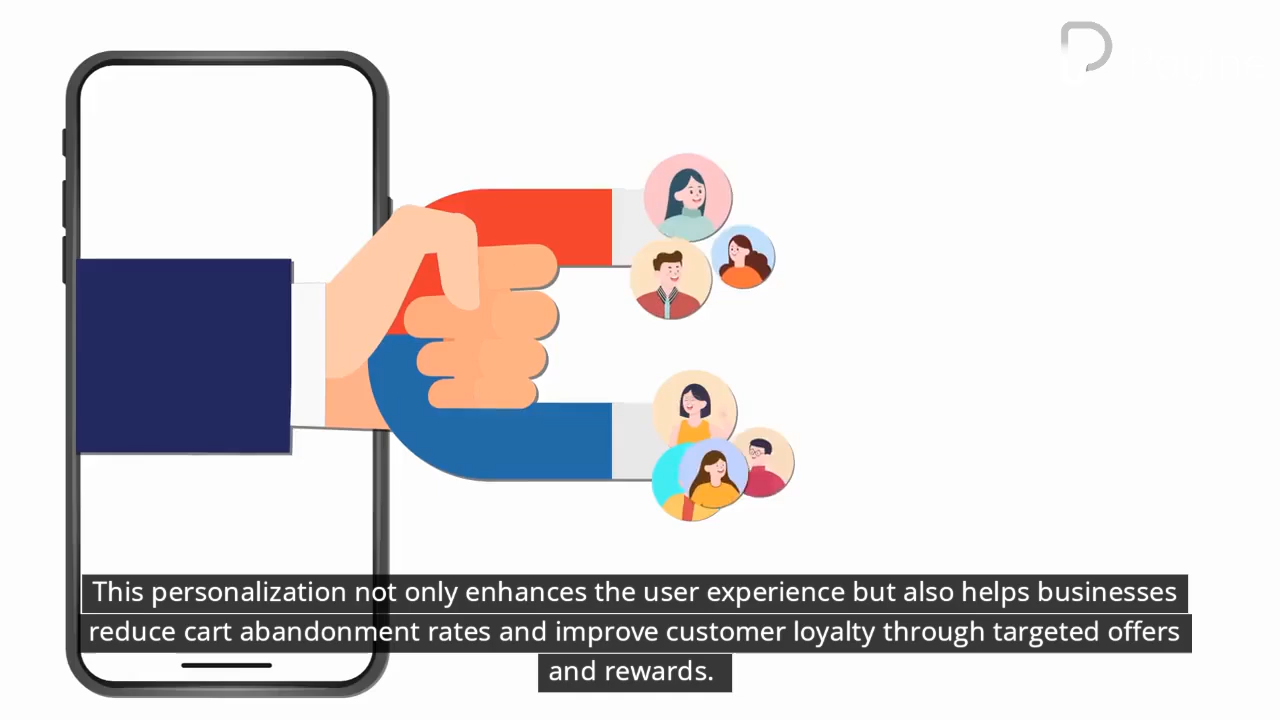 This personalization not only enhances the user experience but also helps businesses
reduce cart abandonment rates and improve customer loyalty through targeted offers
and rewards.